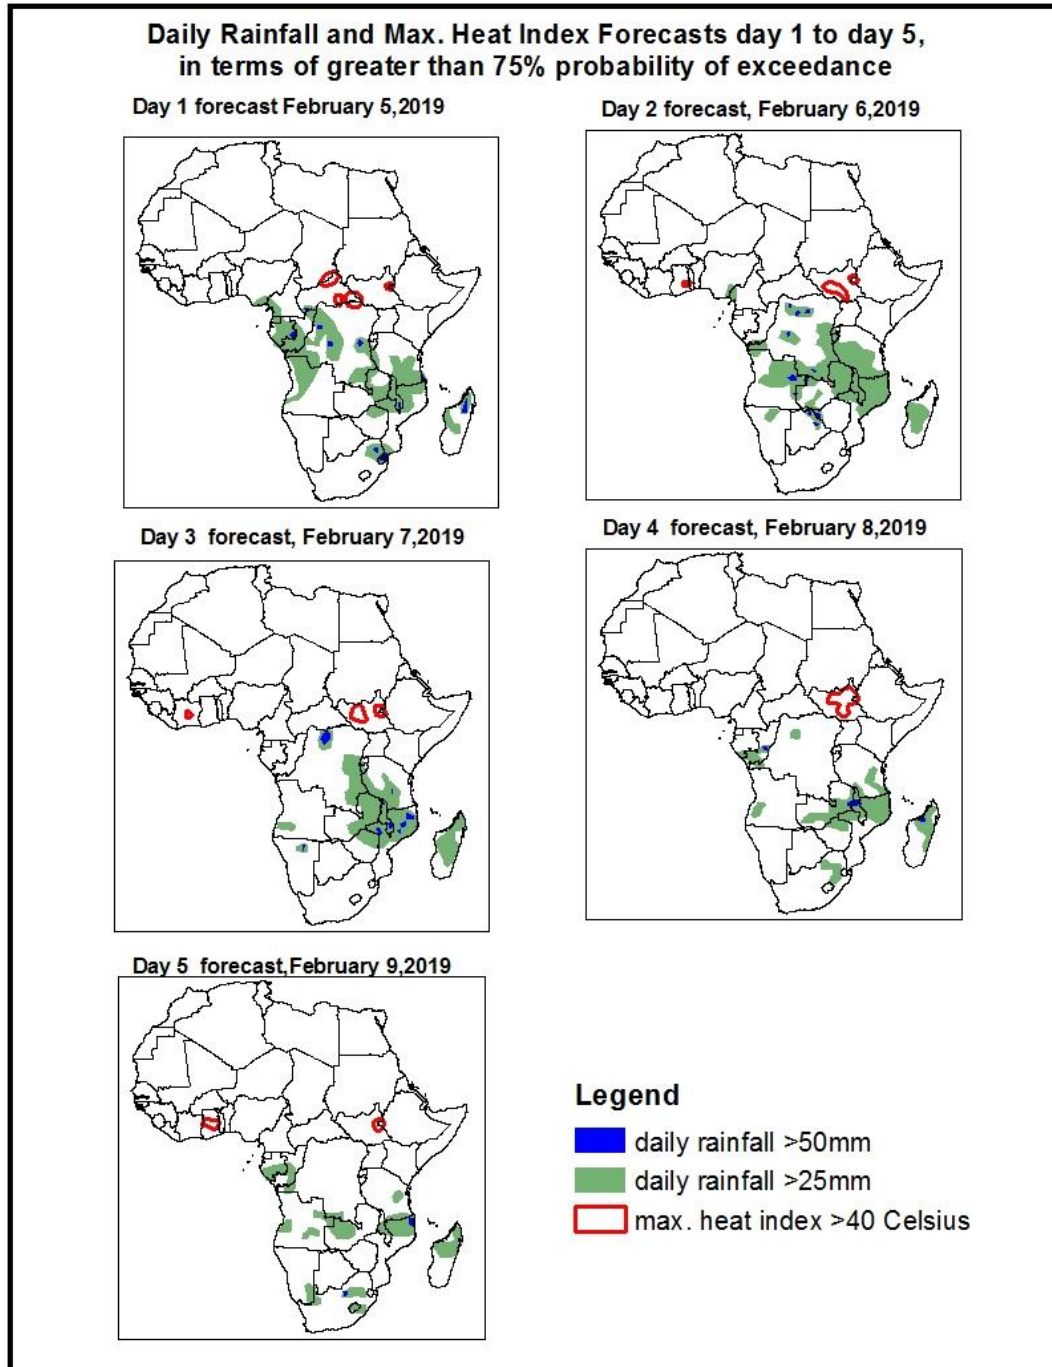 Daily Rainfall and Max. Heat Index Forecasts day 1 to day 5,
in terms of greater than 75% probability of exceedance
Day 1 forecast February 5,2019
Day 2 forecast, February 6,2019
Day 3 forecast, February 7,2019
Day 4 forecast, February 8,2019
Day 5 forecast,February 9,2019
Legend
daily rainfall >50mm
daily rainfall >25mm
max. heat index >40 Celsius